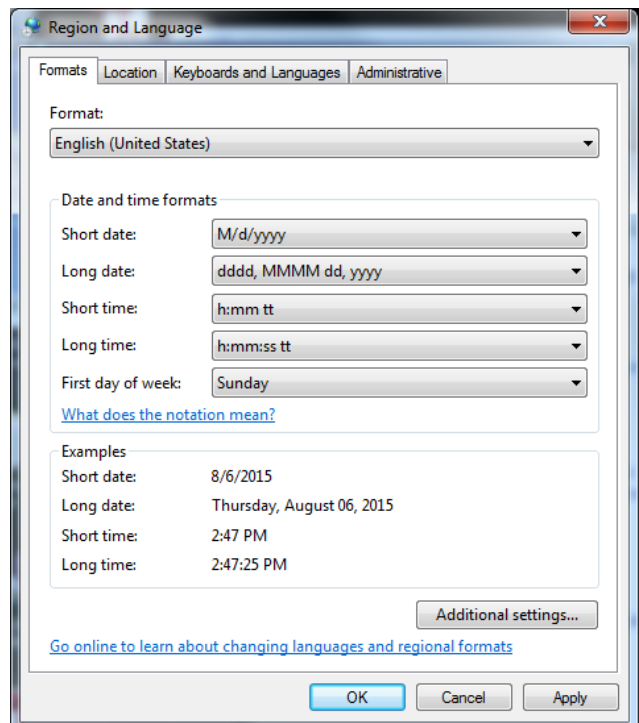 Region and Language
Formats Location Keyboards and Languages Administrative
Format:
English (United States)
Date and time formats
Short date: M/d/yyyy
Long date: dddd, MMMM dd, yyyy
Short time: h:mm tt
Long time: h:mm:ss tt
First day of week: Sunday
What does the notation mean?
Examples
Short date: 8/6/2015
Long date: Thursday, August 06, 2015
Short time: 2:47 PM
Long time: 2:47:25 PM
Additional settings...
Go online to learn about changing languages and regional formats
OK Cancel Apply